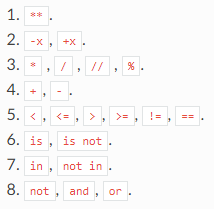 1. **.
2. -x, +x.
3. *, /, //, %.
4. +, -.
5. <, <=, >, >=, !=, ==.
6. is, is not.
7. in, not in.
8. not, and, or.